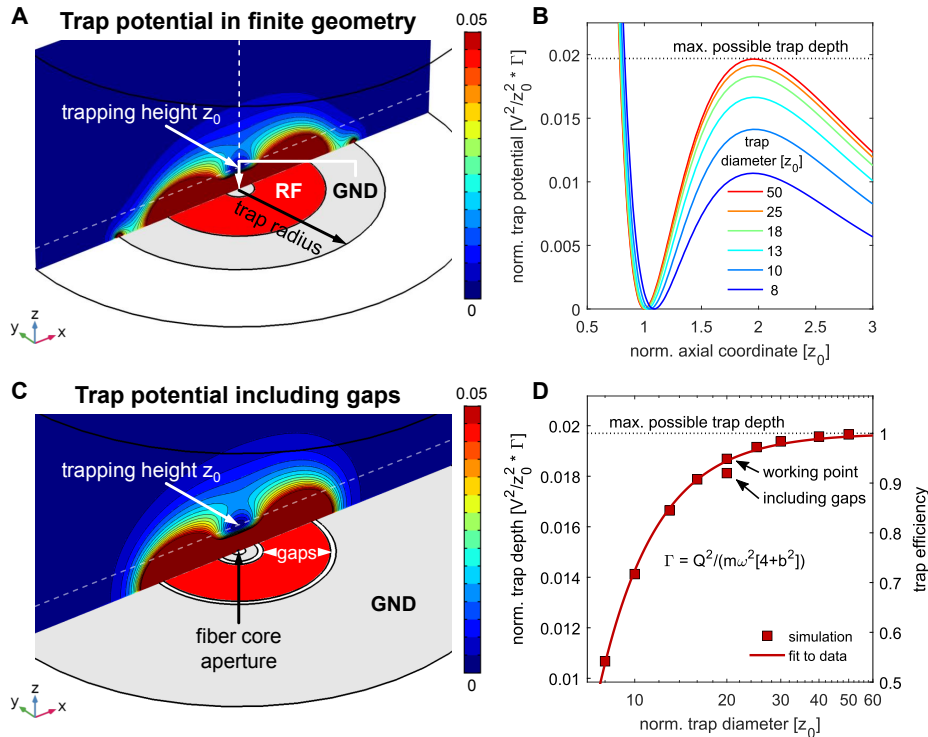 A Trap potential in finite geometry
0.05
trapping height z₀
RF
GND
trap radius
0
z
y
x
B
0.02
0.015
0.01
0.005
0
norm. trap potential [V²/z₀² * Γ]
max. possible trap depth
trap
diameter [z₀]
50
25
18
13
10
8
0.5 1 1.5 2 2.5 3
norm. axial coordinate [z₀]
C Trap potential including gaps
0.05
trapping height z₀
gaps
GND
fiber core
aperture
0
z
y
x
D
0.02
0.018
0.016
0.014
0.012
0.01
norm. trap depth [V²/z₀² * Γ]
max. possible trap depth
working point
including gaps
Γ = Q²/(mω²[4+b²])
simulation
fit to data
1
0.9
0.8
0.7
0.6
0.5
trap efficiency
10 20 30 40 50 60
norm. trap diameter [z₀]